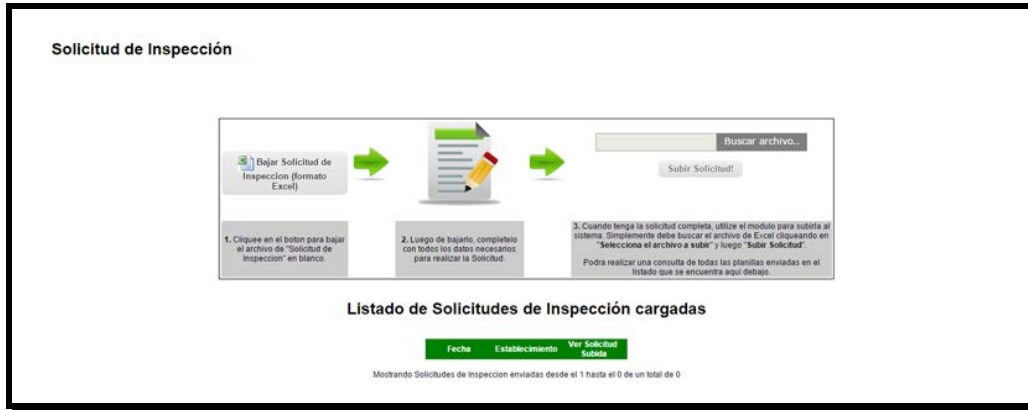 Solicitud de Inspección
Bajar Solicitud de
Inspeccion (formato
Excel)
Buscar archivo..
Subir Solicitud!
1. Cliquee en el boton para bajar
el archivo de "Solicitud de
Inspeccion" en blanco.
2. Luego de bajarlo, completelo
con todos los datos necesarios
para realizar la Solicitud.
3. Cuando tenga la solicitud completa, utilize el modulo para subirla al
sistema. Simplemente debe buscar el archivo de Excel cliqueando en
"Selecciona el archivo a subir" y luego "Subir Solicitud".
Podra realizar una consulta de todas las planillas enviadas en el
listado que se encuentra aqui debajo.
Listado de Solicitudes de Inspección cargadas
Fecha Establecimiento Ver Solicitud
Subida
Mostrando Solicitudes de Inspeccion enviadas desde el 1 hasta el 0 de un total de 0